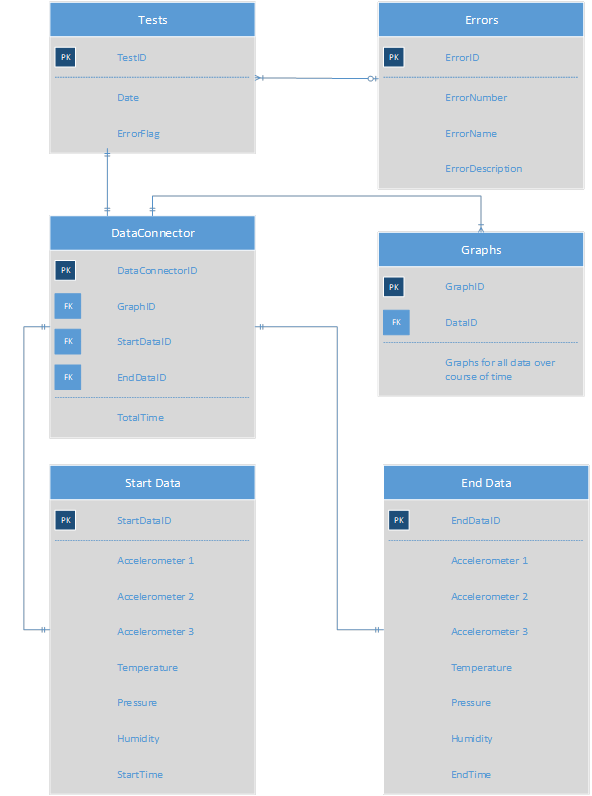 Tests
PK TestID
Date
ErrorFlag
Errors
PK ErrorID
ErrorNumber
ErrorName
ErrorDescription
DataConnector
PK DataConnectorID
FK GraphID
FK StartDataID
FK EndDataID
TotalTime
Graphs
PK GraphID
FK DataID
Graphs for all data over
course of time
Start Data
PK StartDataID
Accelerometer 1
Accelerometer 2
Accelerometer 3
Temperature
Pressure
Humidity
StartTime
End Data
PK EndDataID
Accelerometer 1
Accelerometer 2
Accelerometer 3
Temperature
Pressure
Humidity
EndTime